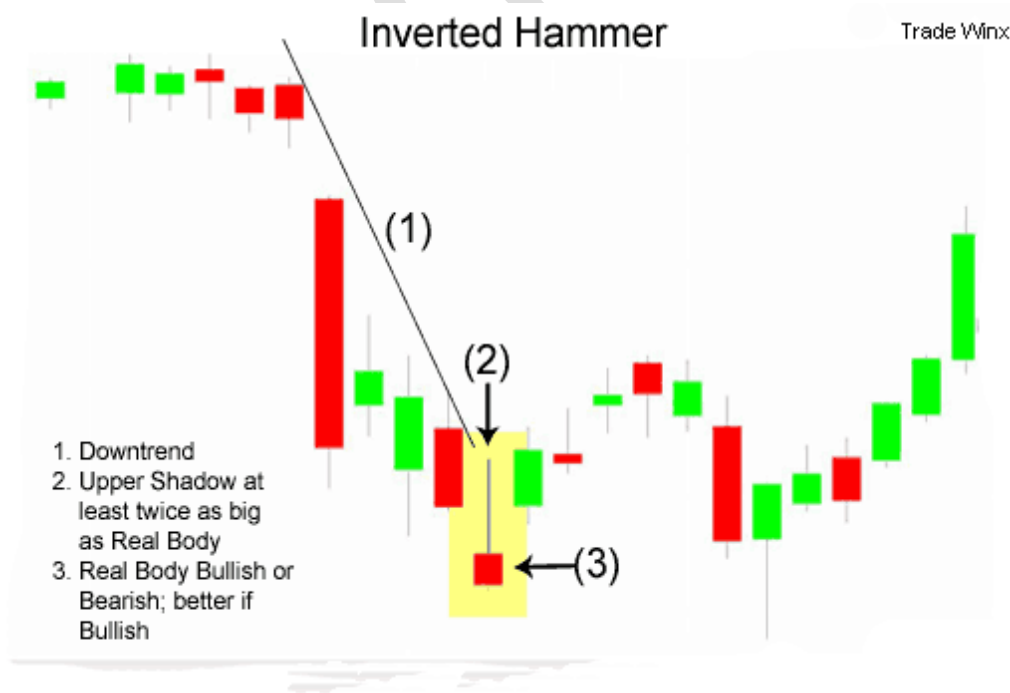 Inverted Hammer
Trade Winx
(1)
(2)
(3)
1. Downtrend
2. Upper Shadow at
least twice as big
as Real Body
3. Real Body Bullish or
Bearish; better if
Bullish